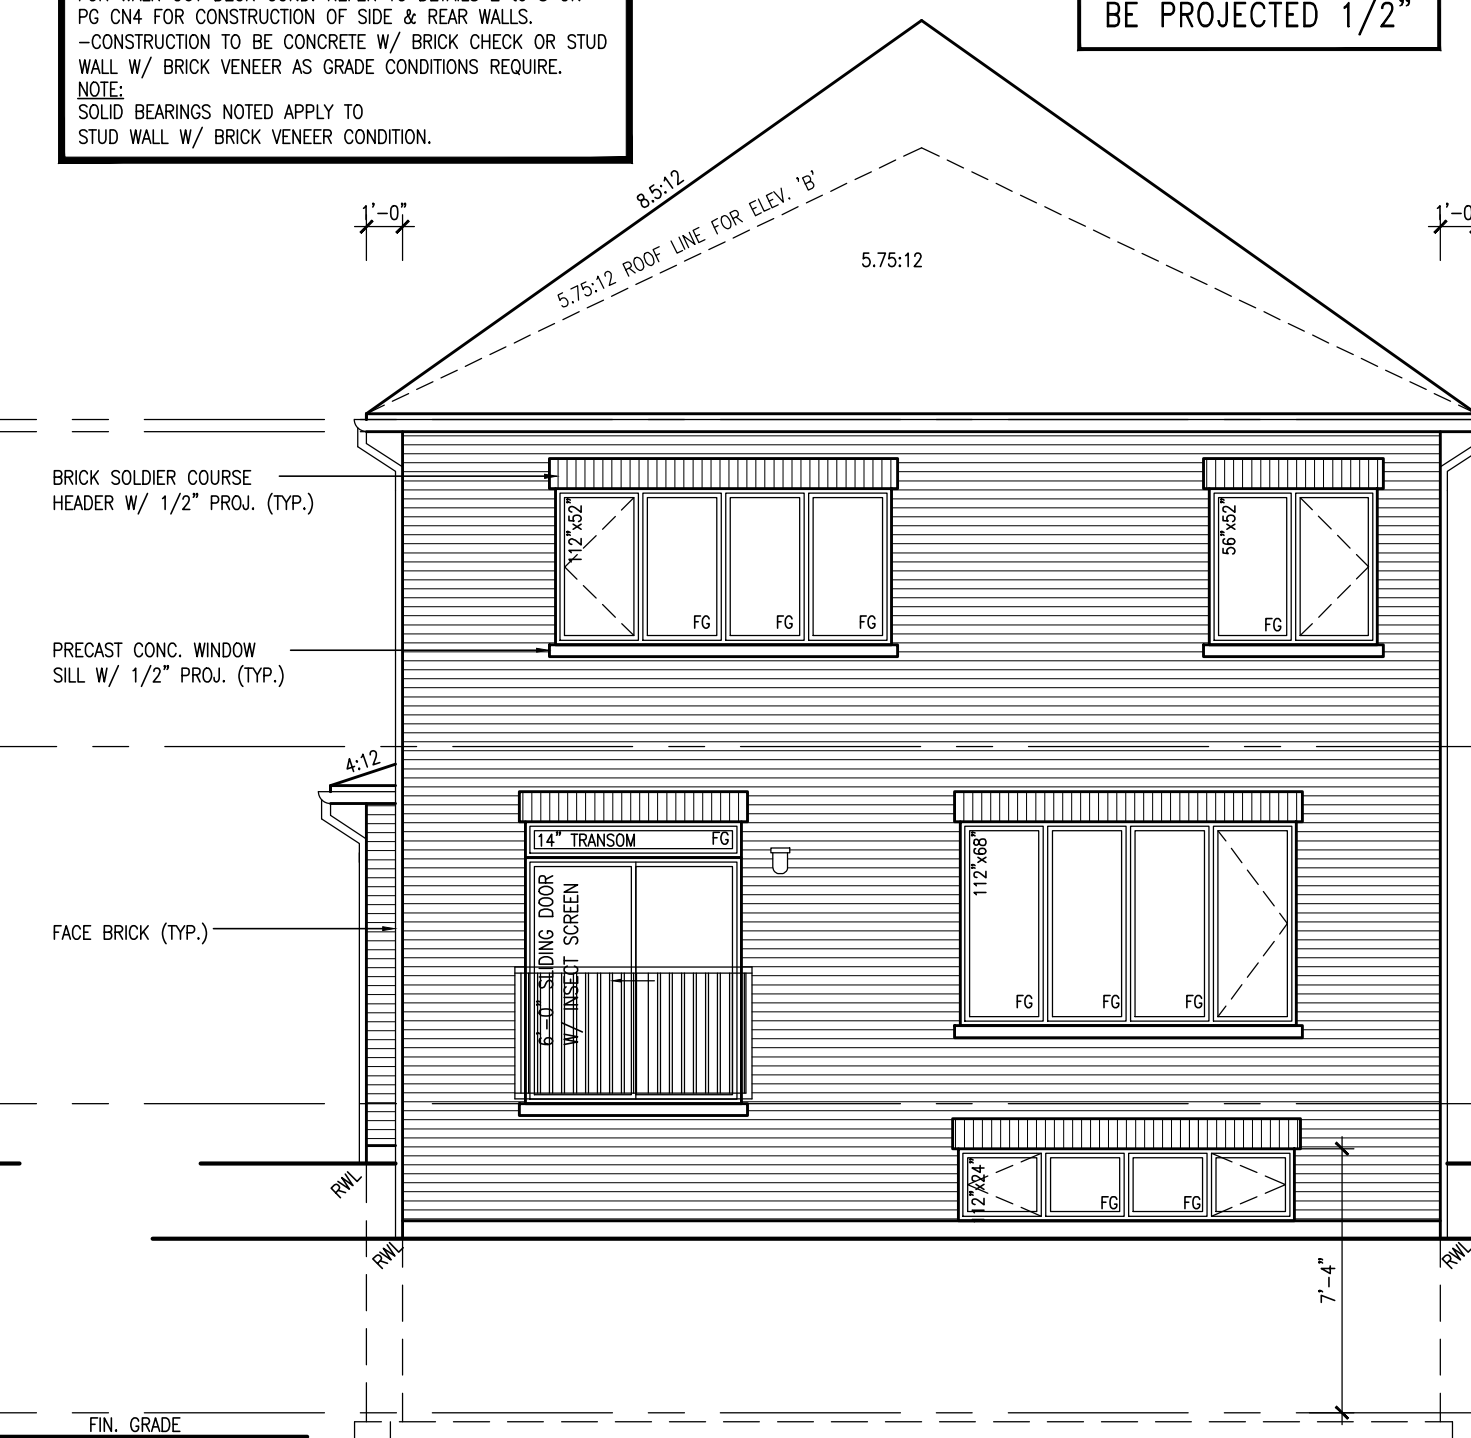 PG CN4 FOR CONSTRUCTION OF SIDE & REAR WALLS.
-CONSTRUCTION TO BE CONCRETE W/ BRICK CHECK OR STUD
WALL W/ BRICK VENEER AS GRADE CONDITIONS REQUIRE.
NOTE:
SOLID BEARINGS NOTED APPLY TO
STUD WALL W/ BRICK VENEER CONDITION.
BE PROJECTED 1/2"
1'-0"
8.5:12
5.75:12 ROOF LINE FOR ELEV. 'B'
5.75:12
1'-0
BRICK SOLDIER COURSE
HEADER W/ 1/2" PROJ. (TYP.)
112"x52"
FG
FG
FG
56"x52"
FG
PRECAST CONC. WINDOW
SILL W/ 1/2" PROJ. (TYP.)
4:12
14" TRANSOM
FG
6'-0" SLIDING DOOR
W/ INSECT SCREEN
112"x68"
FG
FG
FG
FACE BRICK (TYP.)
112"x24"
FG
FG
RWL
RWL
RWL
7'-4"
FIN. GRADE